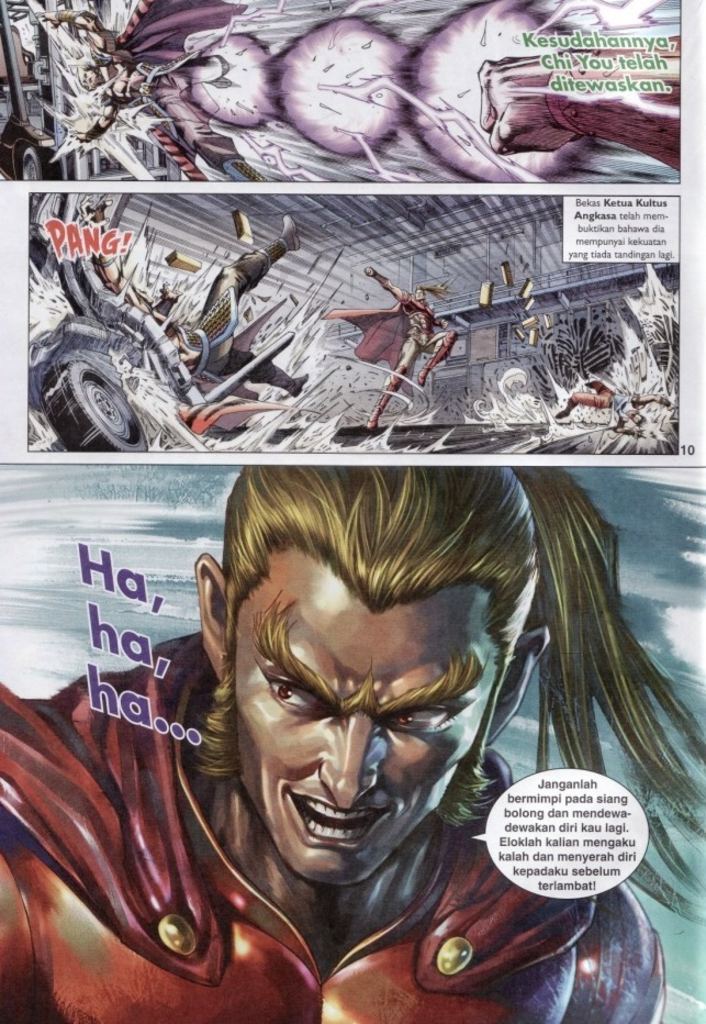 Kesudahannya,
Chi You telah
ditewaskan.
PANG!
Bekas Ketua Kultus
Angkasa telah mem-
buktikan bahawa dia
mempunyai kekuatan
yang tiada tandingan lagi.
10
Ha,
ha,
ha...
Janganlah
bermimpi pada siang
bolong dan mendewa-
dewakan diri kau lagi.
Eloklah kalian mengaku
kalah dan menyerah diri
kepadaku sebelum
terlambat!